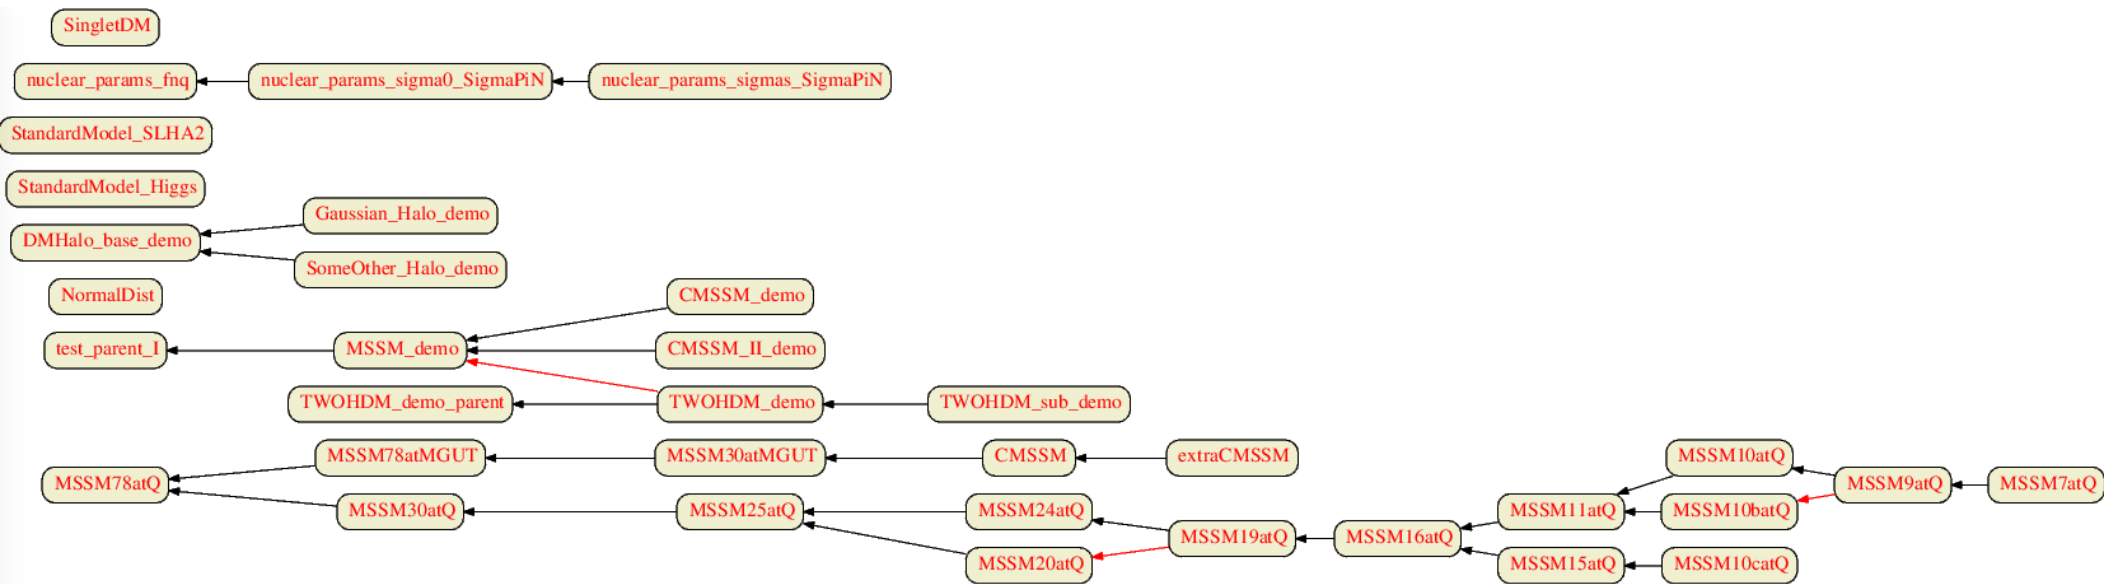 SingletDM
nuclear_params_fnq
nuclear_params_sigma0_SigmaPiN
nuclear_params_sigmas_SigmaPiN
StandardModel_SLHA2
StandardModel_Higgs
Gaussian_Halo_demo
DMHalo_base_demo
SomeOther_Halo_demo
NormalDist
CMSSM_demo
test_parent_I
MSSM_demo
CMSSM_II_demo
TWOHDM_demo_parent
TWOHDM_demo
TWOHDM_sub_demo
MSSM78atMGUT
MSSM30atMGUT
CMSSM
extraCMSSM
MSSM10atQ
MSSM78atQ
MSSM9atQ
MSSM7atQ
MSSM30atQ
MSSM25atQ
MSSM24atQ
MSSM11atQ
MSSM10batQ
MSSM19atQ
MSSM16atQ
MSSM20atQ
MSSM15atQ
MSSM10catQ